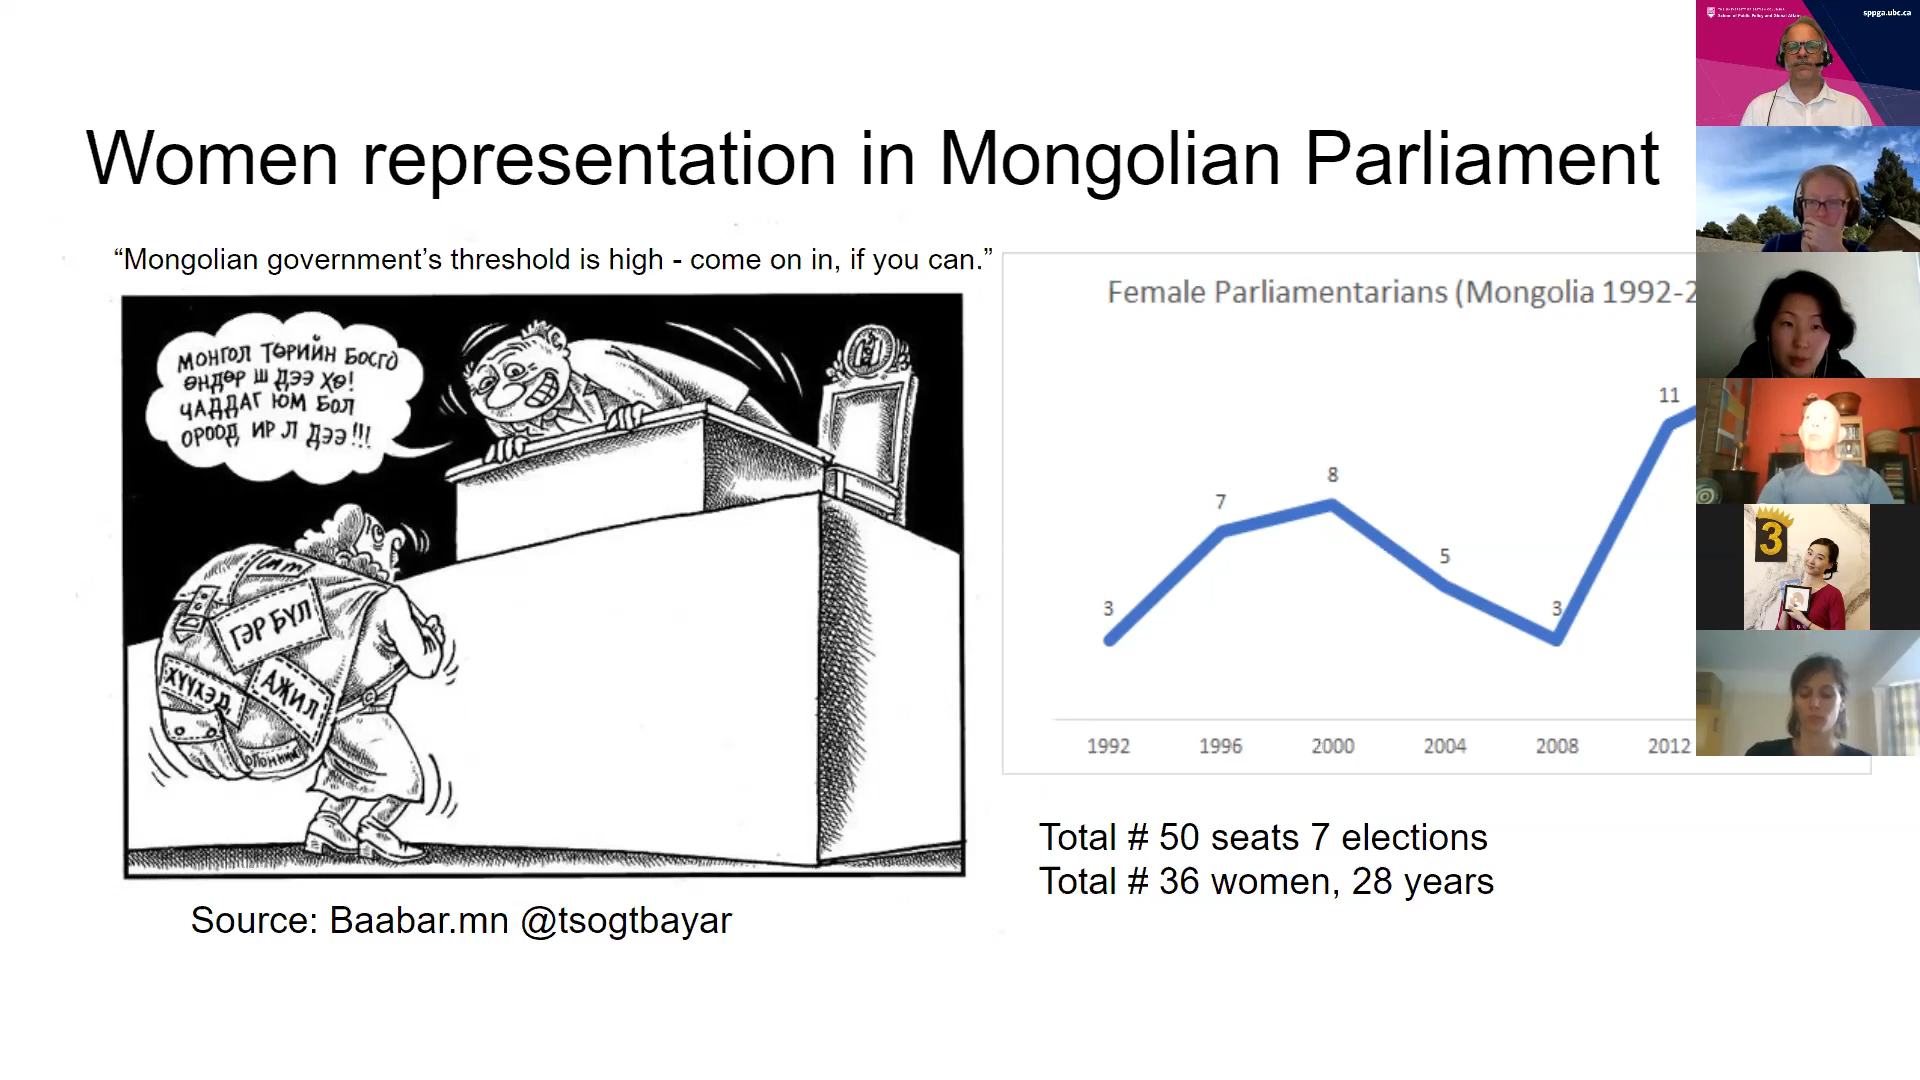 sppga.ubc.ca
Women representation in Mongolian Parliament
“Mongolian government’s threshold is high - come on in, if you can.”
МОНГОЛ ТӨРИЙН БОСГО
ӨНДӨР Ш ДЭЭ ХӨ!
ЧАДДАГ ЮМ БОЛ
ОРООД ИР Л ДЭЭ!!!
ГЭР БҮЛ
ХҮҮХЭД
АЖИЛ
Source: Baabar.mn @tsogtbayar
Female Parliamentarians (Mongolia 1992-2
3
7
8
5
3
11
1992 1996 2000 2004 2008 2012
Total # 50 seats 7 elections
Total # 36 women, 28 years
3